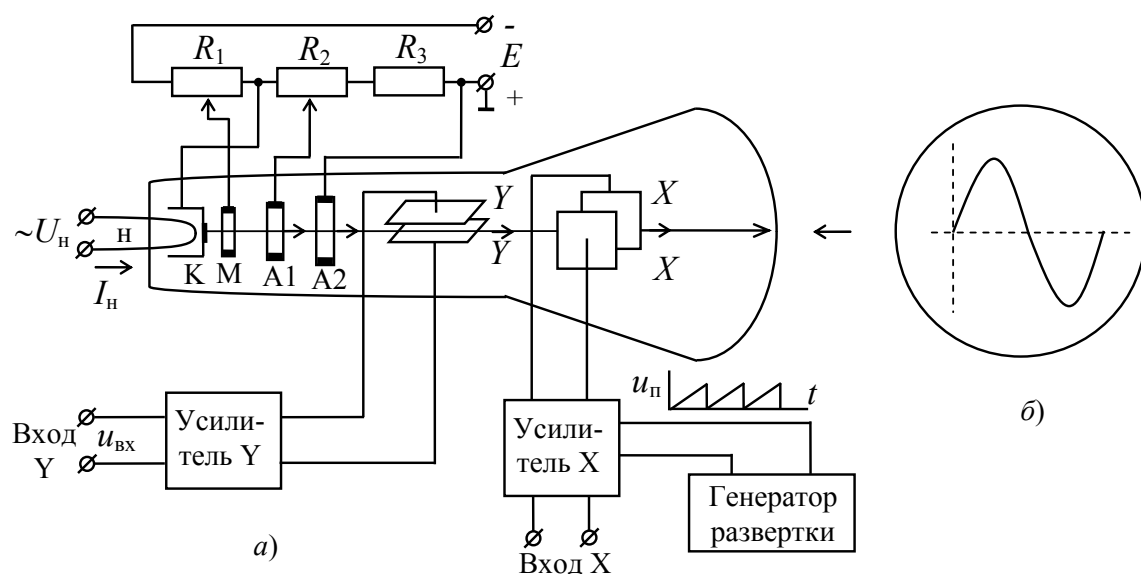 -
R1 R2 R3 E
+
~Uн н
K M A1 A2
Iн
Y
Y
X
X
Вход
Y
uвх
Усили-
тель Y
Усили-
тель X
uп t
Генератор
развертки
Вход X
а)
б)